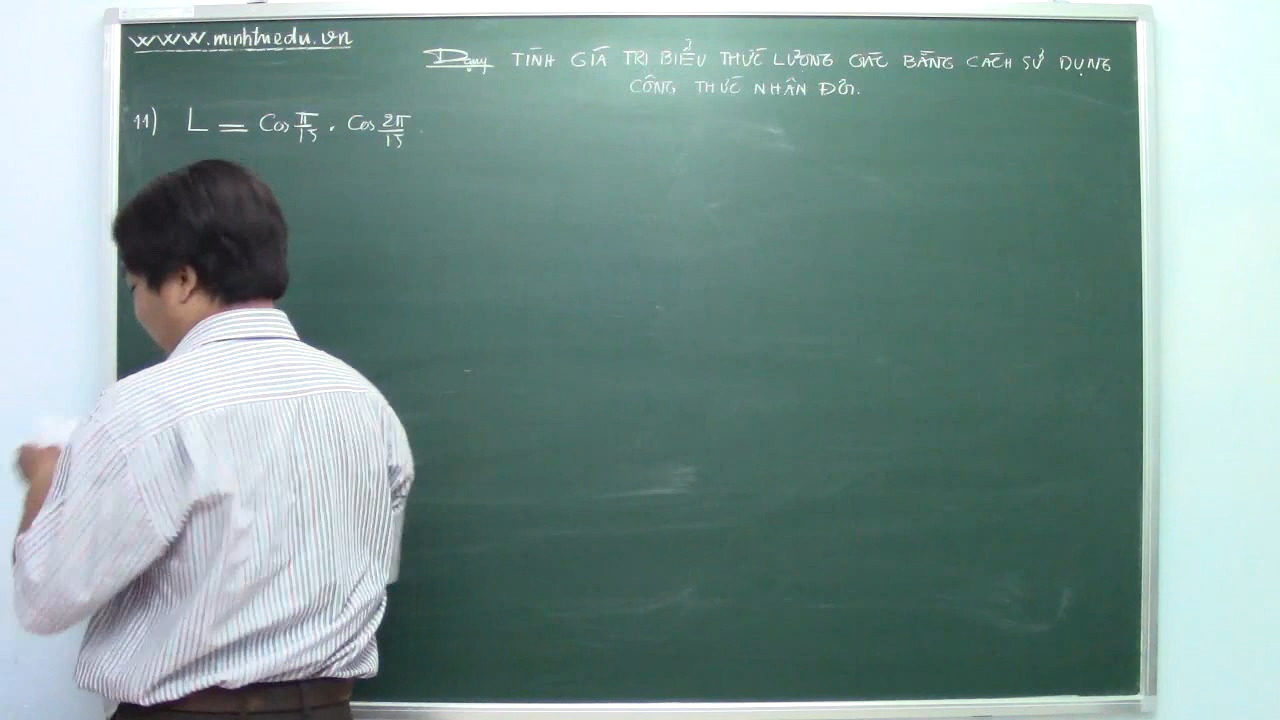 www.minhtuedu.vn
Dạng TÍNH GIÁ TRỊ BIỂU THỨC LƯỢNG GIÁC BẰNG CÁCH SỬ DỤNG
CÔNG THỨC NHÂN ĐÔI.
11) L = Cos π/15 . Cos 2π/15 .